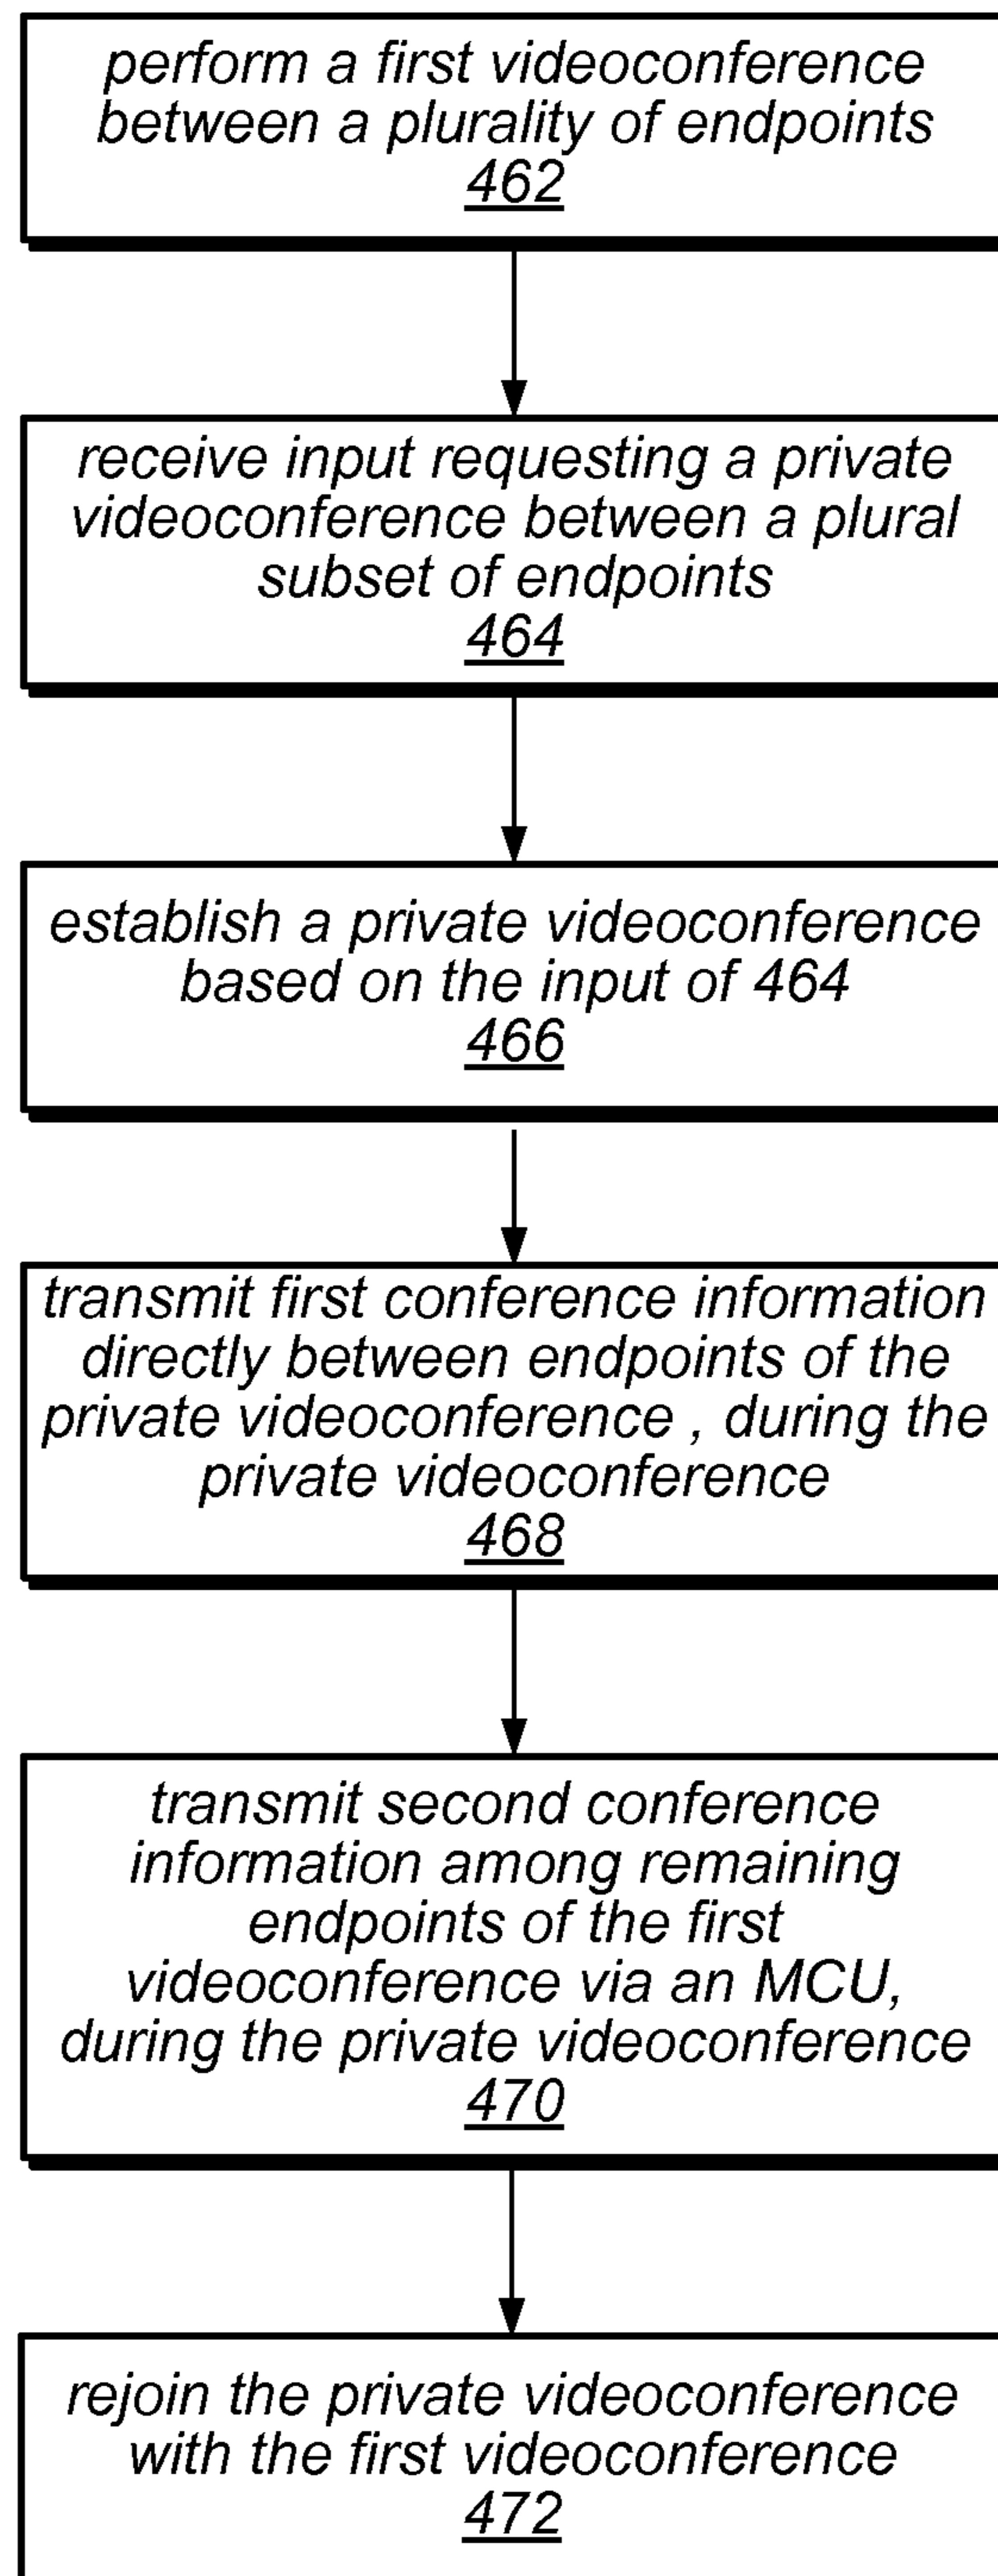 perform a first videoconference
between a plurality of endpoints
462
receive input requesting a private
videoconference between a plural
subset of endpoints
464
establish a private videoconference
based on the input of 464
466
transmit first conference information
directly between endpoints of the
private videoconference , during the
private videoconference
468
transmit second conference
information among remaining
endpoints of the first
videoconference via an MCU,
during the private videoconference
470
rejoin the private videoconference
with the first videoconference
472